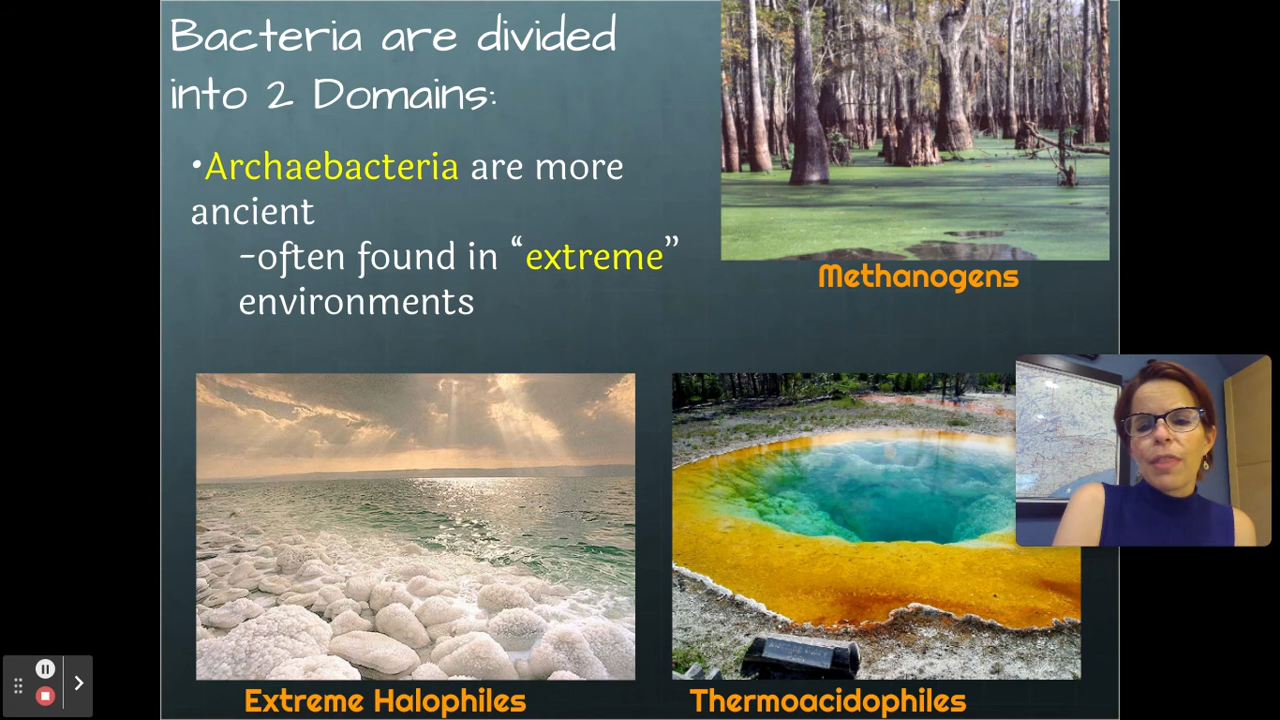 Bacteria are divided
into 2 Domains:
•Archaebacteria are more
ancient
-often found in “extreme”
environments
Methanogens
Extreme Halophiles
Thermoacidophiles